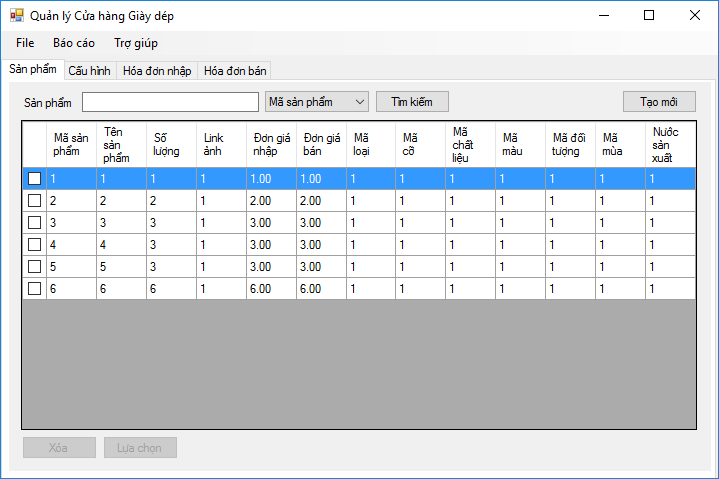 Quản lý Cửa hàng Giày dép
File Báo cáo Trợ giúp
Sản phẩm Cấu hình Hóa đơn nhập Hóa đơn bán
Sản phẩm Mã sản phẩm Tìm kiếm Tạo mới
Mã sản phẩm Tên sản phẩm Số lượng Link ảnh Đơn giá nhập Đơn giá bán Mã loại Mã cỡ Mã chất liệu Mã màu Mã đối tượng Mã mùa Nước sản xuất
1 1 1 1 1.00 1.00 1 1 1 1 1 1 1
2 2 2 1 2.00 2.00 1 1 1 1 1 1 1
3 3 3 1 3.00 3.00 1 1 1 1 1 1 1
4 4 3 1 3.00 3.00 1 1 1 1 1 1 1
5 5 3 1 3.00 3.00 1 1 1 1 1 1 1
6 6 6 1 6.00 6.00 1 1 1 1 1 1 1
Xóa Lựa chọn